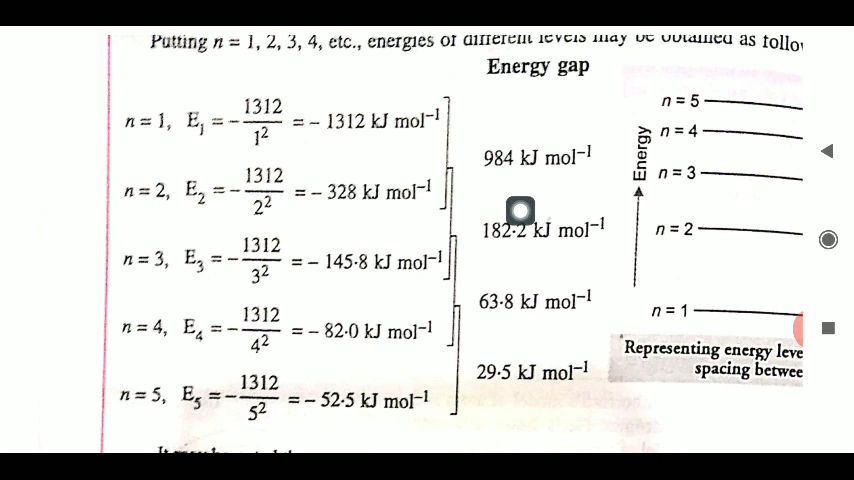 Putting n = 1, 2, 3, 4, etc., energies of different levels may be obtained as follow
Energy gap
n = 1, E₁ = –1312/1² = – 1312 kJ mol⁻¹
984 kJ mol⁻¹
n = 2, E₂ = –1312/2² = – 328 kJ mol⁻¹
182·2 kJ mol⁻¹
n = 3, E₃ = –1312/3² = – 145·8 kJ mol⁻¹
63·8 kJ mol⁻¹
n = 4, E₄ = –1312/4² = – 82·0 kJ mol⁻¹
29·5 kJ mol⁻¹
n = 5, E₅ = –1312/5² = – 52·5 kJ mol⁻¹
n = 5
n = 4
n = 3
n = 2
n = 1
Energy
Representing energy leve
spacing betwee